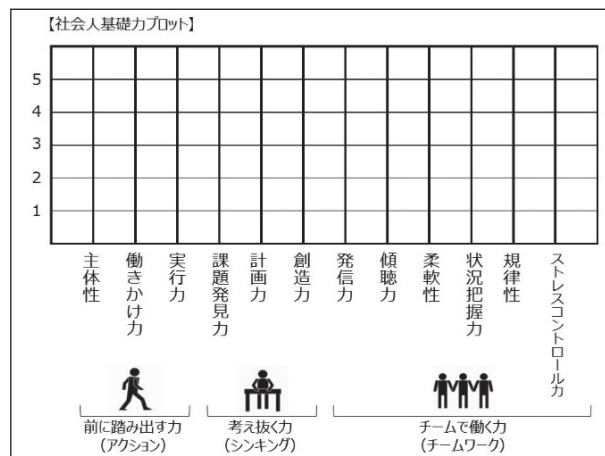 【社会人基礎力プロット】
5
4
3
2
1
主体性
働きかけ力
実行力
課題発見力
計画力
創造力
発信力
傾聴力
柔軟性
状況把握力
規律性
ストレスコントロール力
前に踏み出す力
(アクション)
考え抜く力
(シンキング)
チームで働く力
(チームワーク)